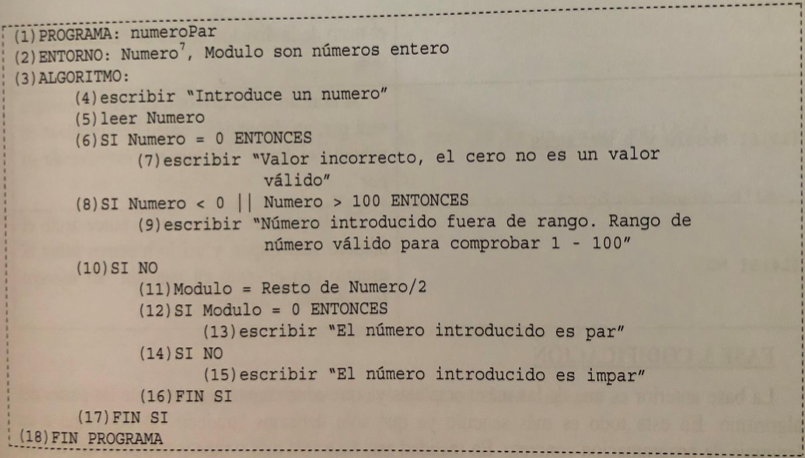 (1)PROGRAMA: numeroPar
(2)ENTORNO: Numero⁷, Modulo son números entero
(3)ALGORITMO:
(4)escribir “Introduce un numero”
(5)leer Numero
(6)SI Numero = 0 ENTONCES
(7)escribir “Valor incorrecto, el cero no es un valor
válido”
(8)SI Numero < 0 || Numero > 100 ENTONCES
(9)escribir “Número introducido fuera de rango. Rango de
número válido para comprobar 1 - 100”
(10)SI NO
(11)Modulo = Resto de Numero/2
(12)SI Modulo = 0 ENTONCES
(13)escribir “El número introducido es par”
(14)SI NO
(15)escribir “El número introducido es impar”
(16)FIN SI
(17)FIN SI
(18)FIN PROGRAMA